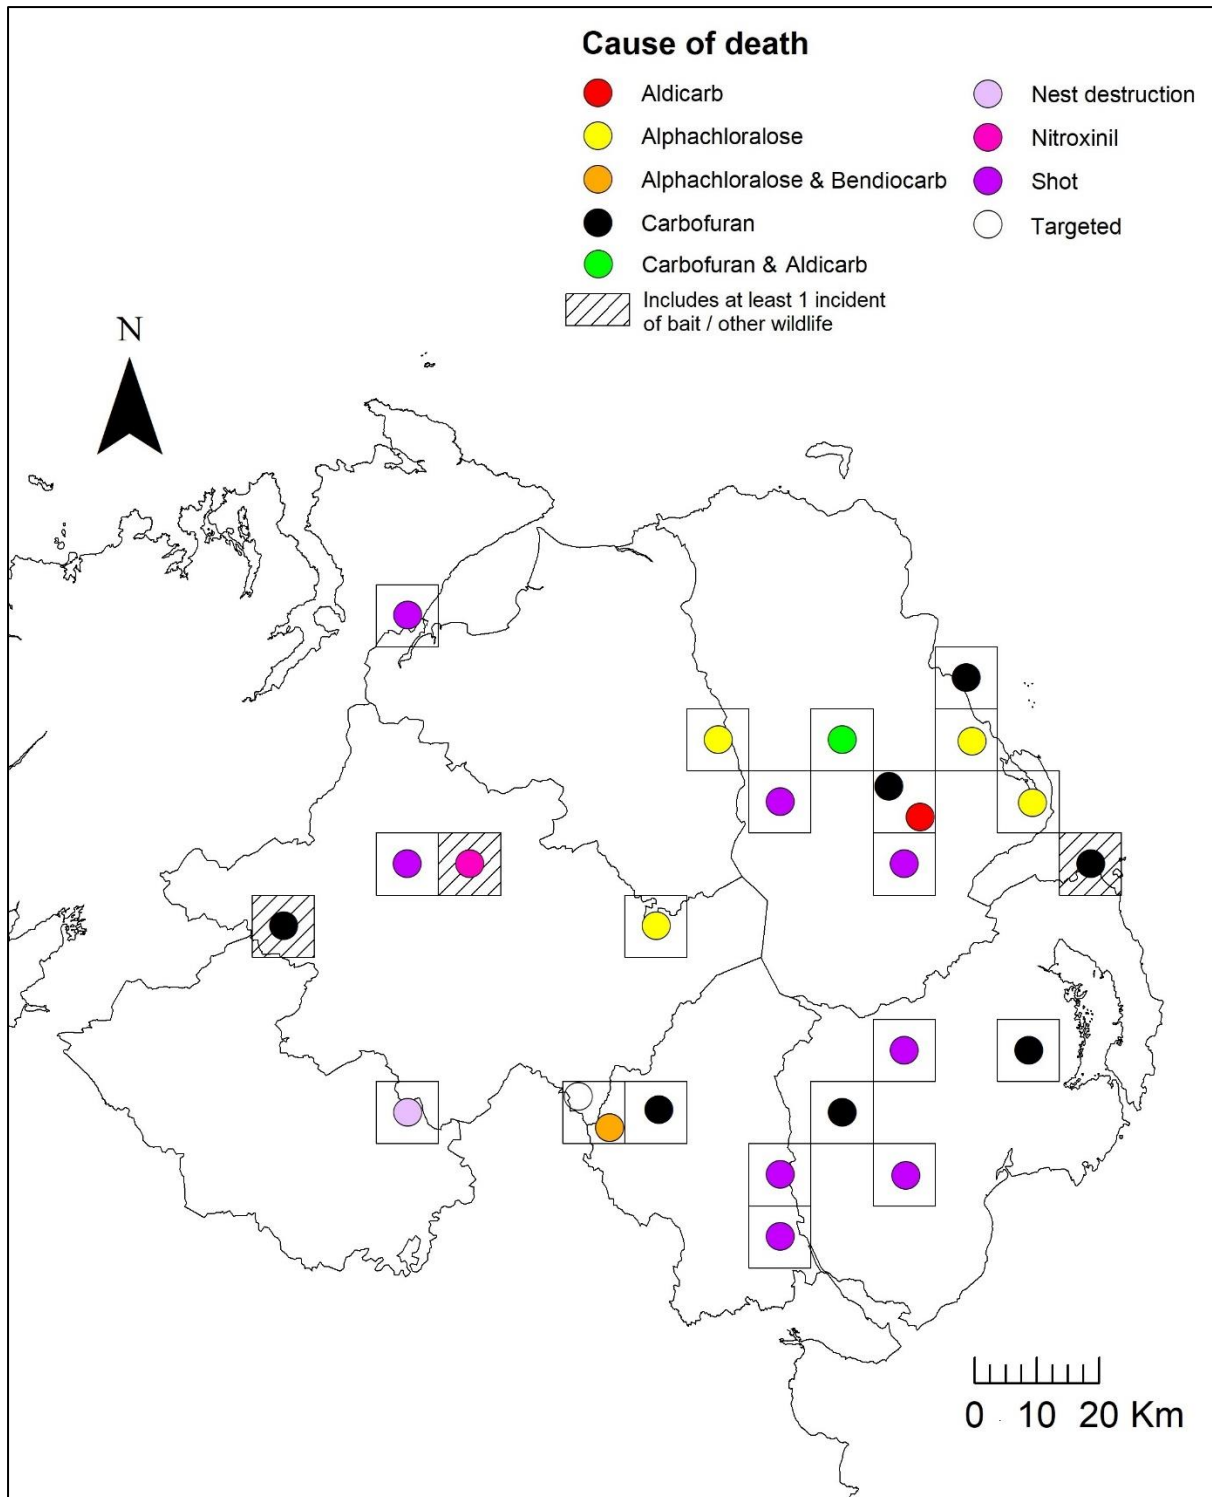 Cause of death
Aldicarb
Alphachloralose
Alphachloralose & Bendiocarb
Carbofuran
Carbofuran & Aldicarb
Includes at least 1 incident
of bait / other wildlife
Nest destruction
Nitroxinil
Shot
Targeted
N
0 10 20 Km